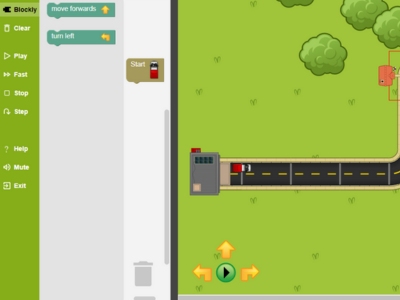 Blockly
Clear
Play
Fast
Stop
Step
Help
Mute
Exit
move forwards
turn left
Start